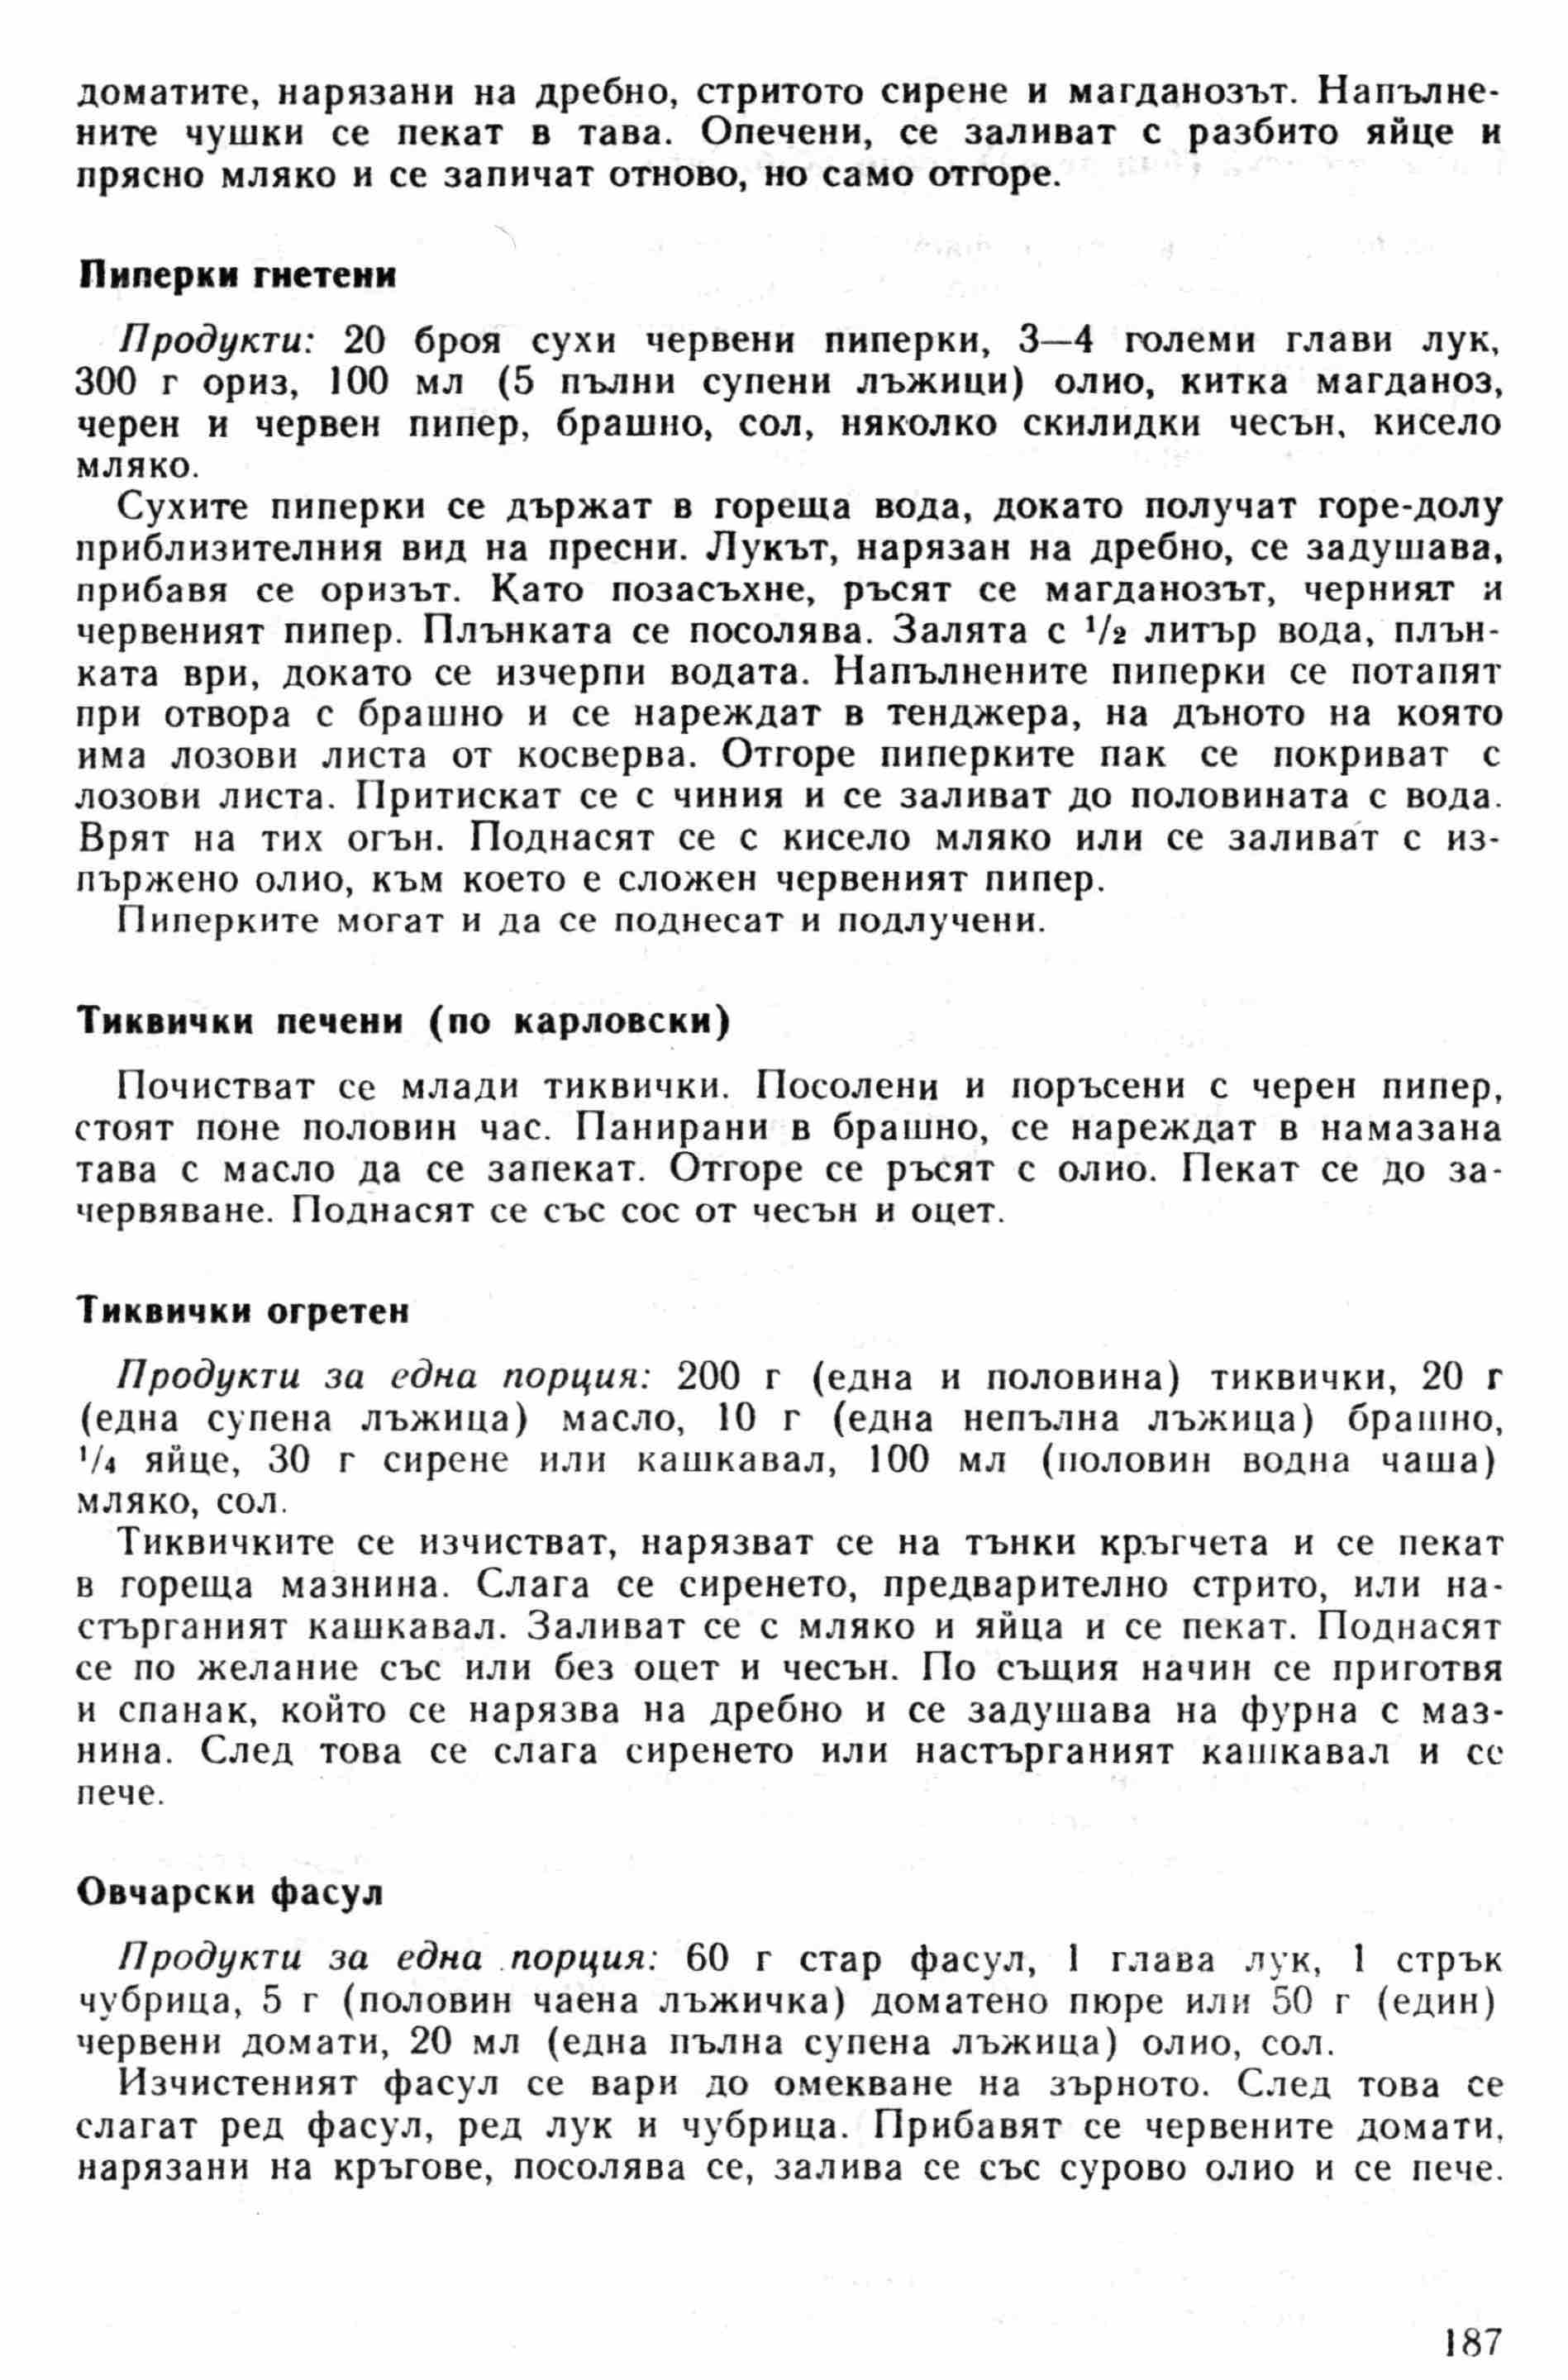 доматите, нарязани на дребно, стритото сирене и магданозът. Напълне-
ните чушки се пекат в тава. Опечени, се заливат с разбито яйце и
прясно мляко и се запичат отново, но само отгоре.
Пиперки гнетени
Продукти: 20 броя сухи червени пиперки, 3—4 големи глави лук,
300 г ориз, 100 мл (5 пълни супени лъжици) олио, китка магданоз,
черен и червен пипер, брашно, сол, няколко скилидки чесън, кисело
мляко.
Сухите пиперки се държат в гореща вода, докато получат горе-долу
приблизителния вид на пресни. Лукът, нарязан на дребно, се задушава,
прибавя се оризът. Като позасъхне, ръсят се магданозът, черният и
червеният пипер. Плънката се посолява. Залята с 1/2 литър вода, плън-
ката ври, докато се изчерпи водата. Напълнените пиперки се потапят
при отвора с брашно и се нареждат в тенджера, на дъното на която
има лозови листа от косверва. Отгоре пиперките пак се покриват с
лозови листа. Притискат се с чиния и се заливат до половината с вода.
Врят на тих огън. Поднасят се с кисело мляко или се заливат с из-
пържено олио, към което е сложен червеният пипер.
Пиперките могат и да се поднесат и подлучени.
Тиквички печени (по карловски)
Почистват се млади тиквички. Посолени и поръсени с черен пипер,
стоят поне половин час. Панирани в брашно, се нареждат в намазана
тава с масло да се запекат. Отгоре се ръсят с олио. Пекат се до за-
червяване. Поднасят се със сос от чесън и оцет.
Тиквички огретен
Продукти за една порция: 200 г (една и половина) тиквички, 20 г
(една супена лъжица) масло, 10 г (една непълна лъжица) брашно,
1/4 яйце, 30 г сирене или кашкавал, 100 мл (половин водна чаша)
мляко, сол.
Тиквичките се изчистват, нарязват се на тънки кръгчета и се пекат
в гореща мазнина. Слага се сиренето, предварително стрито, или на-
стърганият кашкавал. Заливат се с мляко и яйца и се пекат. Поднасят
се по желание със или без оцет и чесън. По същия начин се приготвя
и спанак, който се нарязва на дребно и се задушава на фурна с маз-
нина. След това се слага сиренето или настърганият кашкавал и се
пече.
Овчарски фасул
Продукти за една порция: 60 г стар фасул, 1 глава лук, 1 стрък
чубрица, 5 г (половин чаена лъжичка) доматено пюре или 50 г (един)
червени домати, 20 мл (една пълна супена лъжица) олио, сол.
Изчистеният фасул се вари до омекване на зърното. След това се
слагат ред фасул, ред лук и чубрица. Прибавят се червените домати,
нарязани на кръгове, посолява се, залива се със сурово олио и се пече.
187